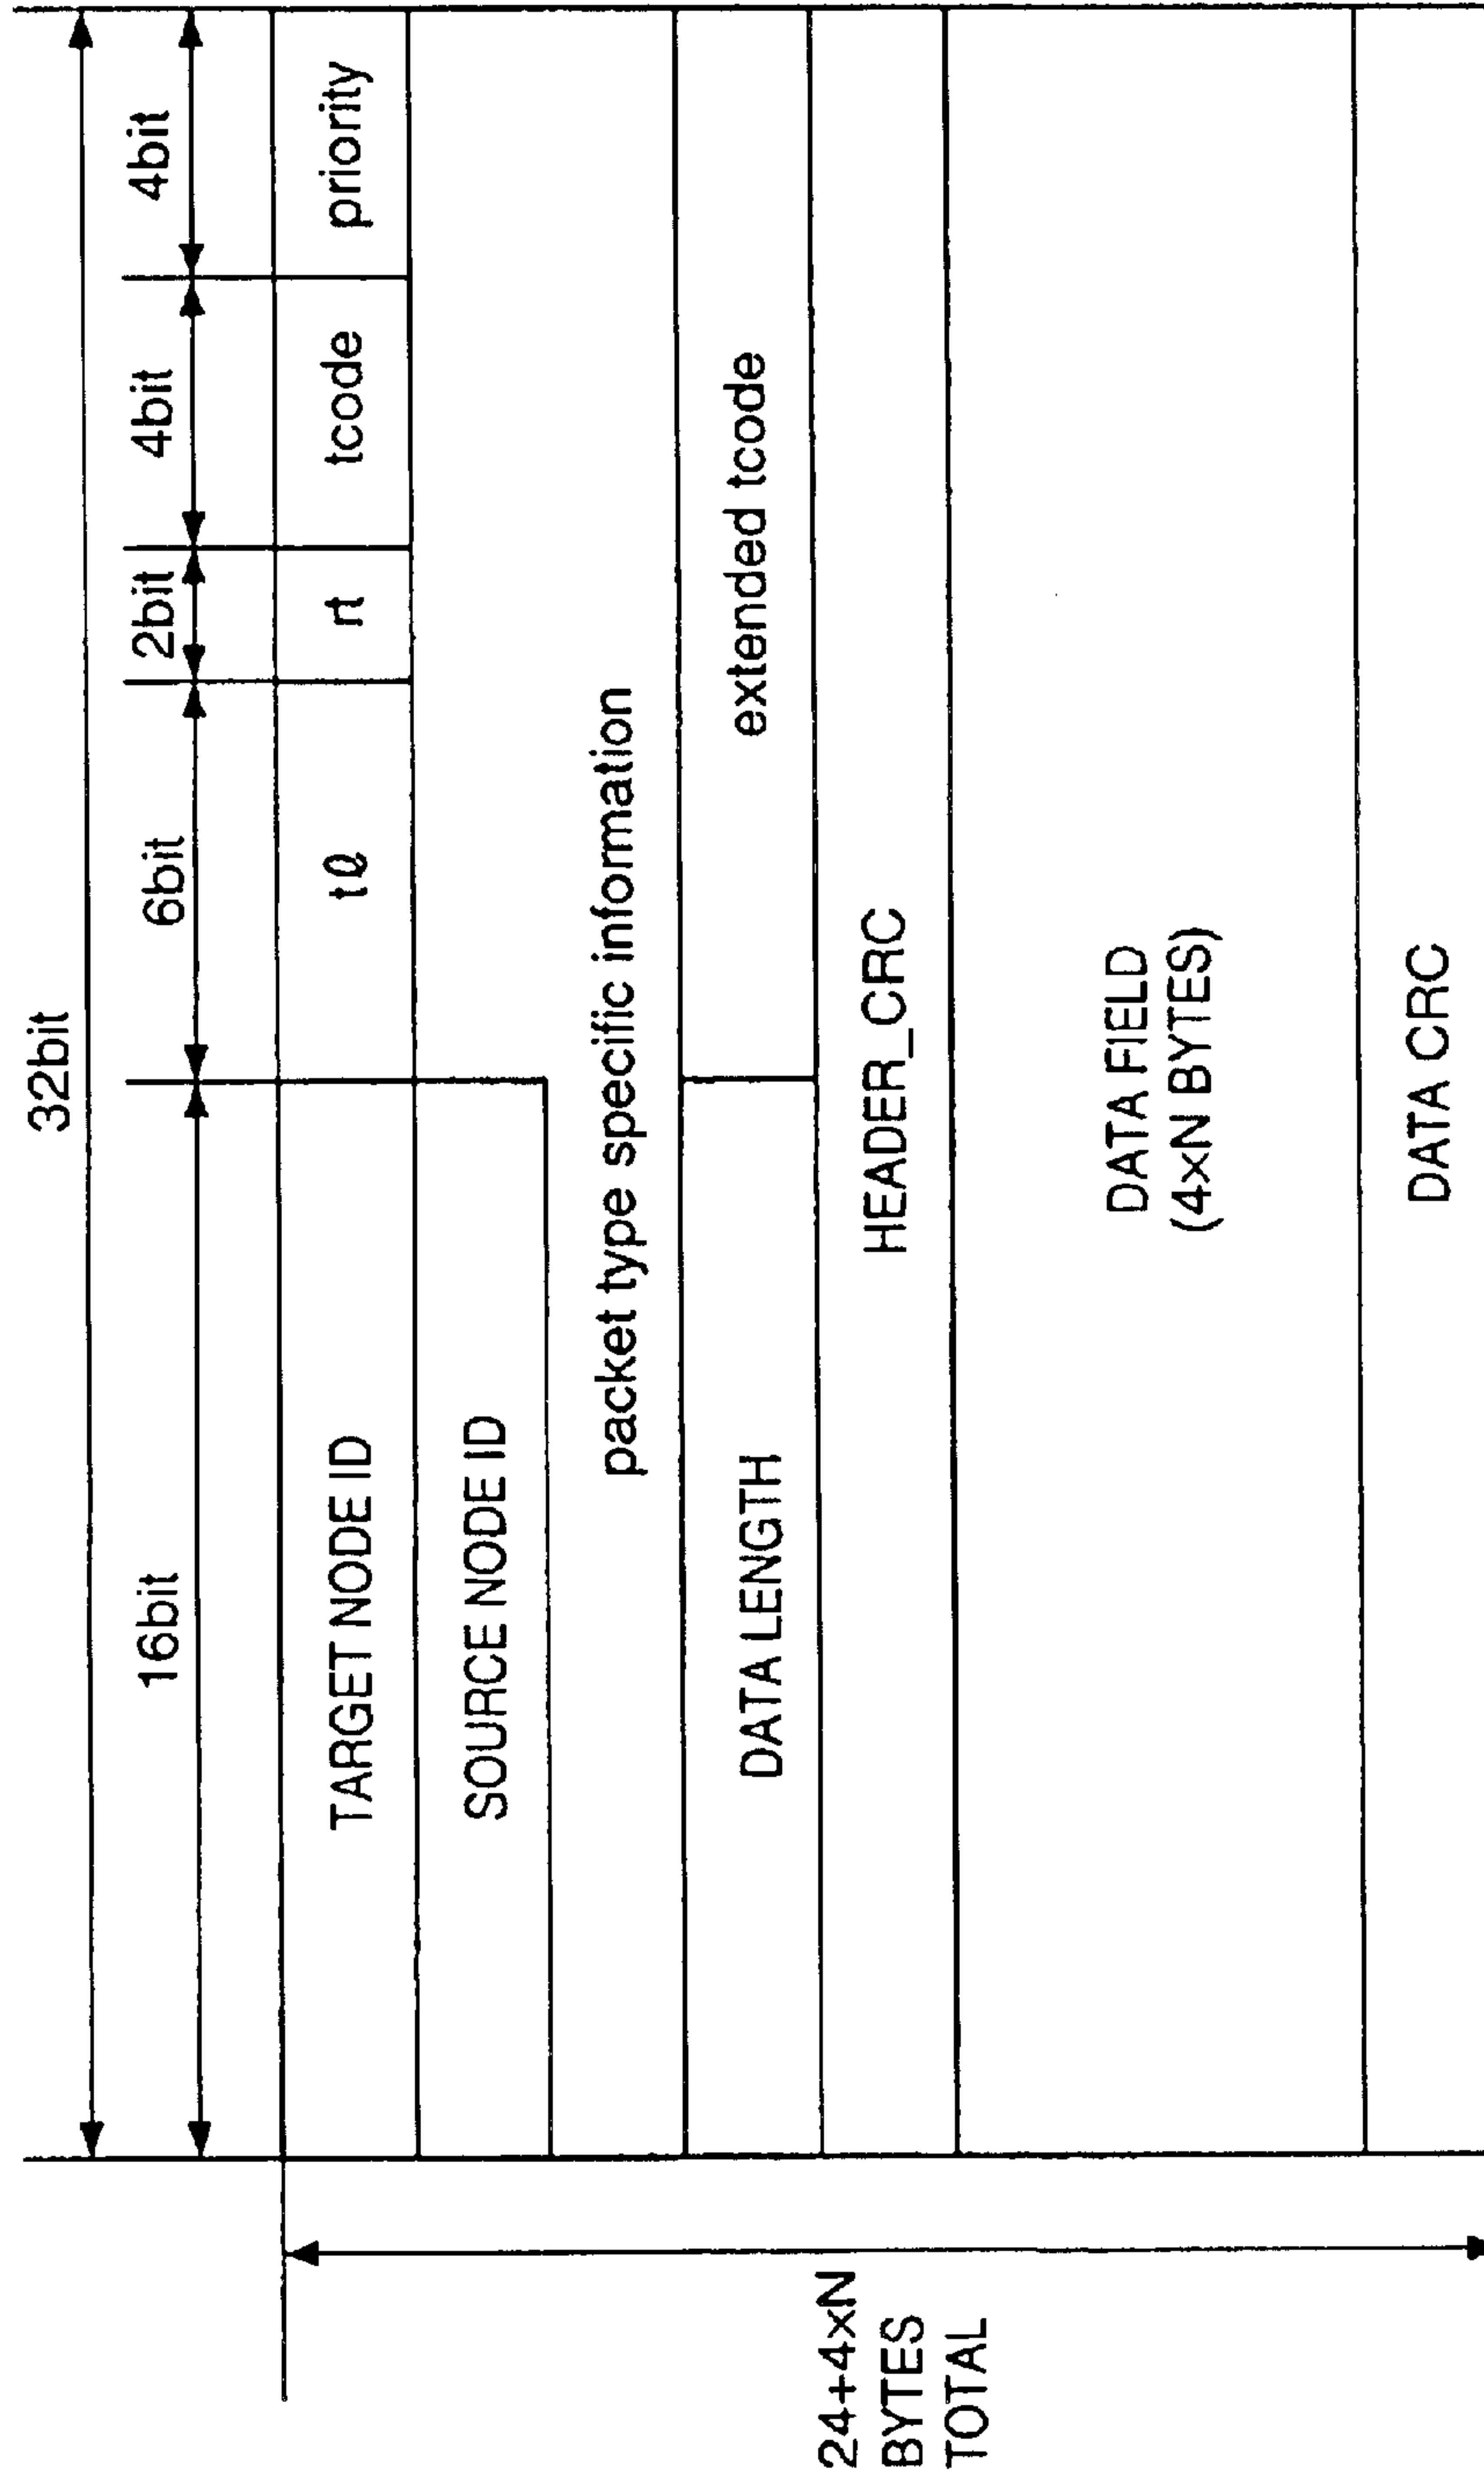 32bit
16bit
6bit
2bit
4bit
4bit
TARGET NODE ID
tℓ
rt
tcode
priority
SOURCE NODE ID
packet type specific information
DATA LENGTH
extended tcode
HEADER_CRC
DATA FIELD
(4×N BYTES)
DATA CRC
24+4×N
BYTES
TOTAL